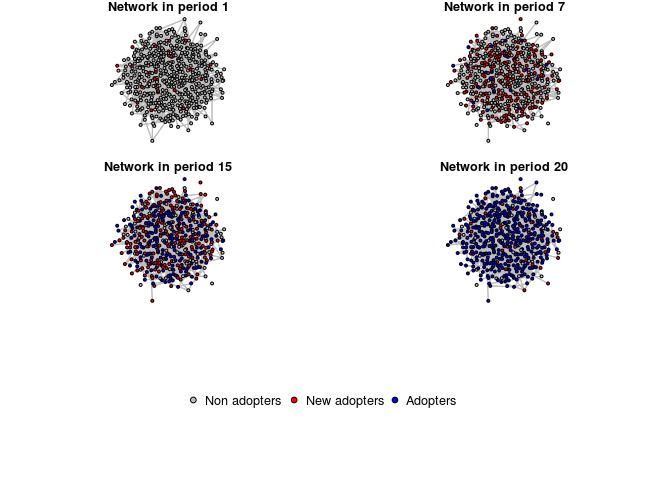 Network in period 1
Network in period 7
Network in period 15
Network in period 20
Non adopters New adopters Adopters